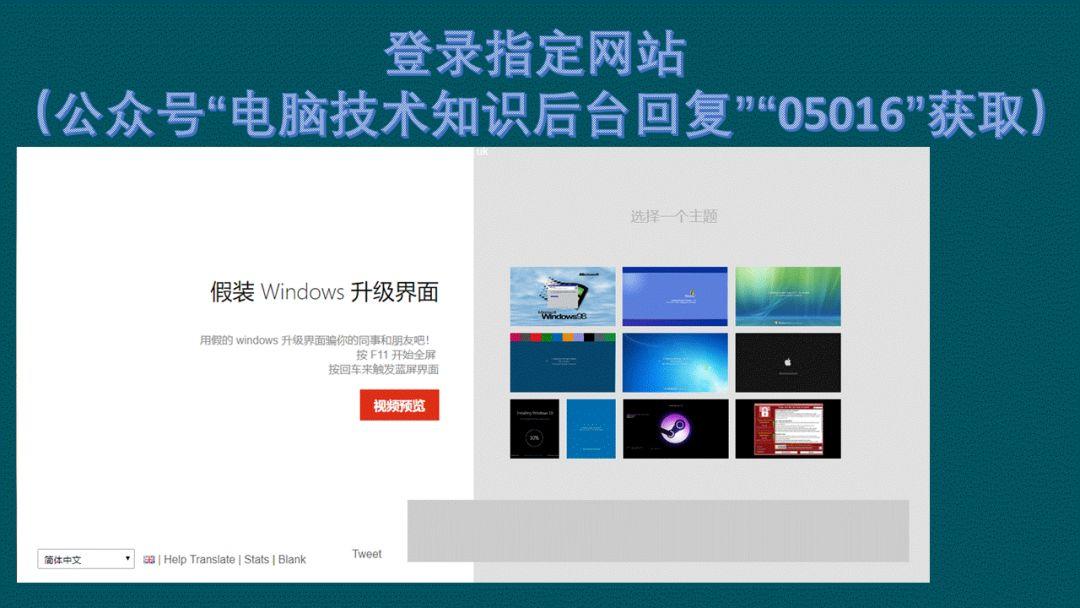 登录指定网站
（公众号“电脑技术知识后台回复”“05016”获取）
uk
选择一个主题
假装 Windows 升级界面
用假的 windows 升级界面骗你的同事和朋友吧！
按 F11 开始全屏
按回车来触发蓝屏界面
视频预览
Microsoft
Windows98
Installing Windows 10
30%
简体中文
| Help Translate | Stats | Blank
Tweet